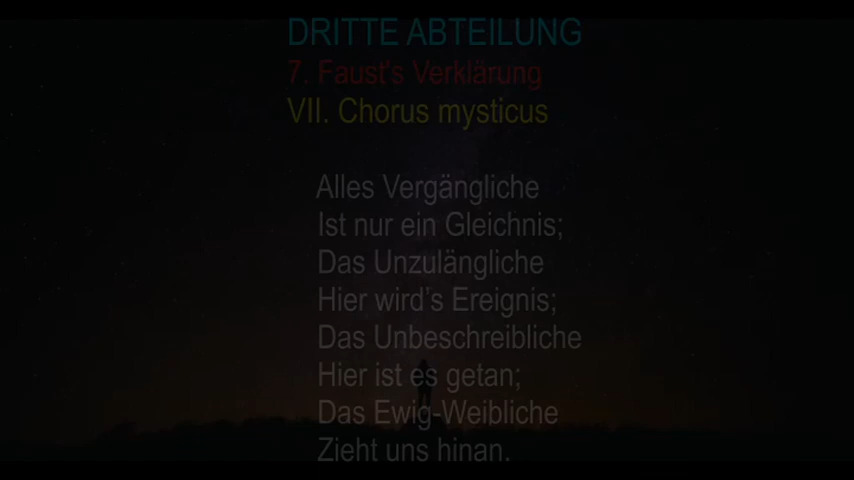 DRITTE ABTEILUNG
7. Faust's Verklärung
VII. Chorus mysticus
Alles Vergängliche
Ist nur ein Gleichnis;
Das Unzulängliche
Hier wird's Ereignis;
Das Unbeschreibliche
Hier ist es getan;
Das Ewig-Weibliche
Zieht uns hinan.